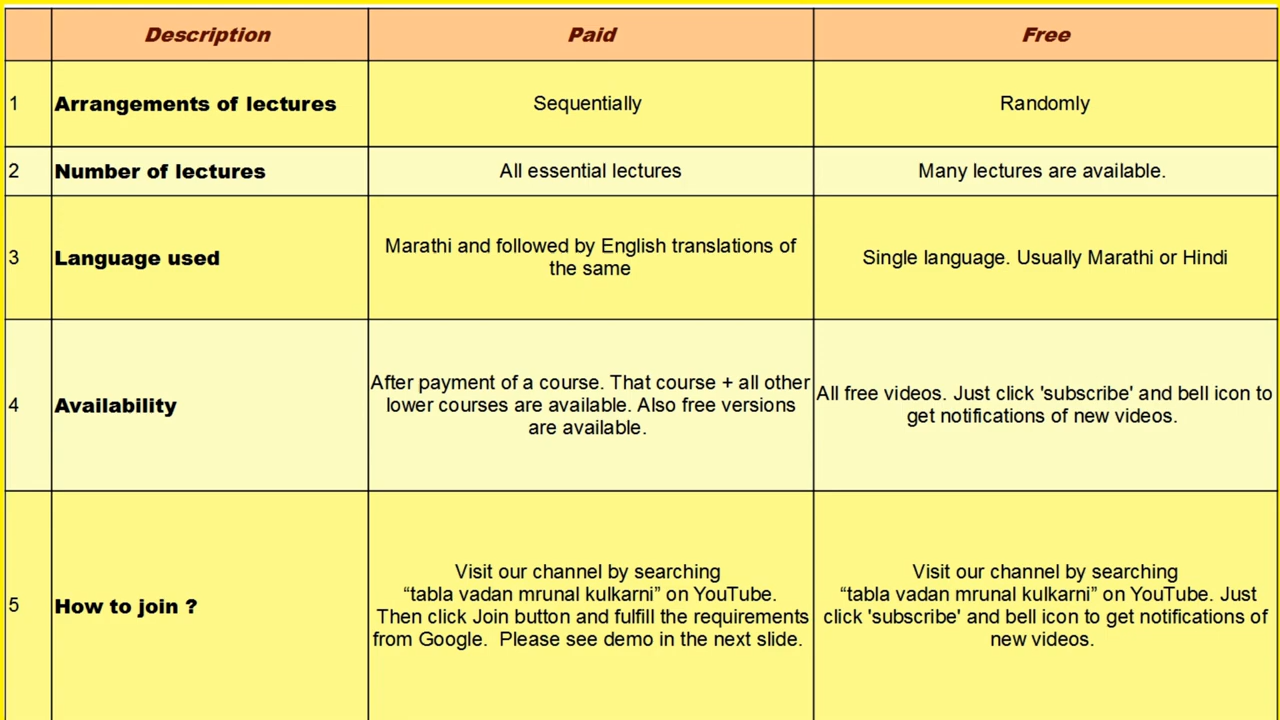 Description Paid Free
1 Arrangements of lectures Sequentially Randomly
2 Number of lectures All essential lectures Many lectures are available.
3 Language used
Marathi and followed by English translations of
the same
Single language. Usually Marathi or Hindi
4 Availability
After payment of a course. That course + all other
lower courses are available. Also free versions
are available.
All free videos. Just click 'subscribe' and bell icon to
get notifications of new videos.
5 How to join ?
Visit our channel by searching
“tabla vadan mrunal kulkarni” on YouTube.
Then click Join button and fulfill the requirements
from Google.  Please see demo in the next slide.
Visit our channel by searching
“tabla vadan mrunal kulkarni” on YouTube. Just
click 'subscribe' and bell icon to get notifications of
new videos.